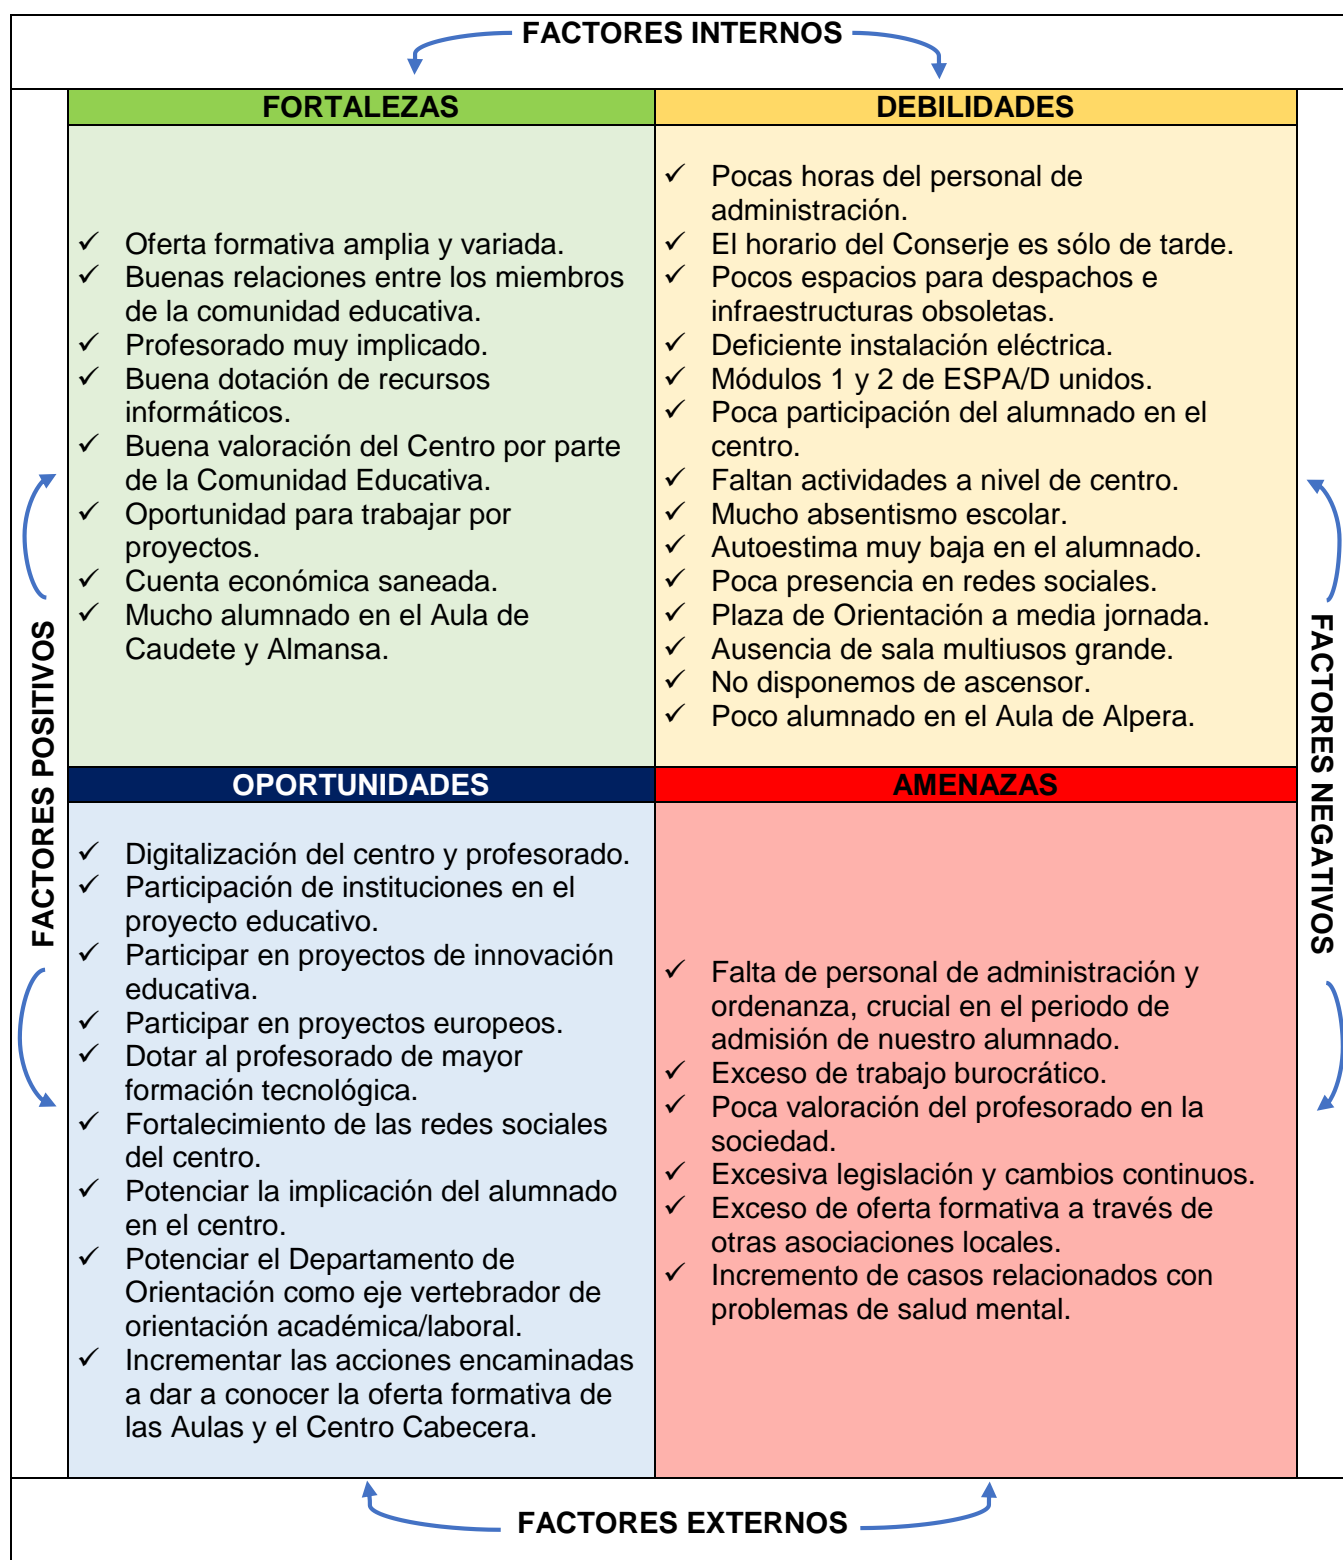 FACTORES INTERNOS
FORTALEZAS
✓ Oferta formativa amplia y variada.
✓ Buenas relaciones entre los miembros
de la comunidad educativa.
✓ Profesorado muy implicado.
✓ Buena dotación de recursos
informáticos.
✓ Buena valoración del Centro por parte
de la Comunidad Educativa.
✓ Oportunidad para trabajar por
proyectos.
✓ Cuenta económica saneada.
✓ Mucho alumnado en el Aula de
Caudete y Almansa.
DEBILIDADES
✓ Pocas horas del personal de
administración.
✓ El horario del Conserje es sólo de tarde.
✓ Pocos espacios para despachos e
infraestructuras obsoletas.
✓ Deficiente instalación eléctrica.
✓ Módulos 1 y 2 de ESPA/D unidos.
✓ Poca participación del alumnado en el
centro.
✓ Faltan actividades a nivel de centro.
✓ Mucho absentismo escolar.
✓ Autoestima muy baja en el alumnado.
✓ Poca presencia en redes sociales.
✓ Plaza de Orientación a media jornada.
✓ Ausencia de sala multiusos grande.
✓ No disponemos de ascensor.
✓ Poco alumnado en el Aula de Alpera.
FACTORES POSITIVOS
FACTORES NEGATIVOS
OPORTUNIDADES
✓ Digitalización del centro y profesorado.
✓ Participación de instituciones en el
proyecto educativo.
✓ Participar en proyectos de innovación
educativa.
✓ Participar en proyectos europeos.
✓ Dotar al profesorado de mayor
formación tecnológica.
✓ Fortalecimiento de las redes sociales
del centro.
✓ Potenciar la implicación del alumnado
en el centro.
✓ Potenciar el Departamento de
Orientación como eje vertebrador de
orientación académica/laboral.
✓ Incrementar las acciones encaminadas
a dar a conocer la oferta formativa de
las Aulas y el Centro Cabecera.
AMENAZAS
✓ Falta de personal de administración y
ordenanza, crucial en el periodo de
admisión de nuestro alumnado.
✓ Exceso de trabajo burocrático.
✓ Poca valoración del profesorado en la
sociedad.
✓ Excesiva legislación y cambios continuos.
✓ Exceso de oferta formativa a través de
otras asociaciones locales.
✓ Incremento de casos relacionados con
problemas de salud mental.
FACTORES EXTERNOS